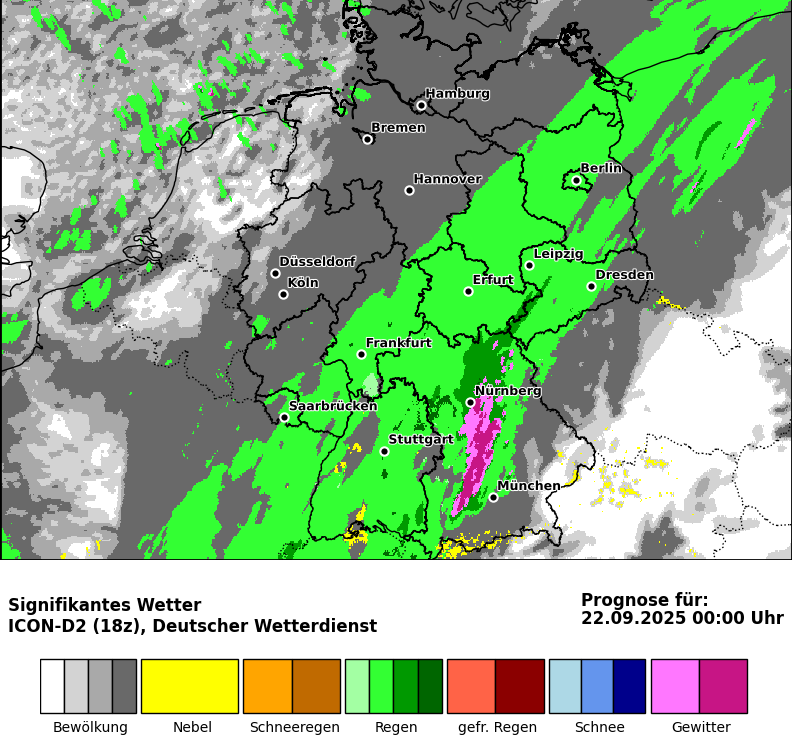 Hamburg
Bremen
Berlin
Hannover
Leipzig
Düsseldorf
Dresden
Köln
Erfurt
Frankfurt
Nürnberg
Saarbrücken
Stuttgart
München
Signifikantes Wetter
ICON-D2 (18z), Deutscher Wetterdienst
Prognose für:
22.09.2025 00:00 Uhr
Bewölkung Nebel Schneeregen Regen gefr. Regen Schnee Gewitter